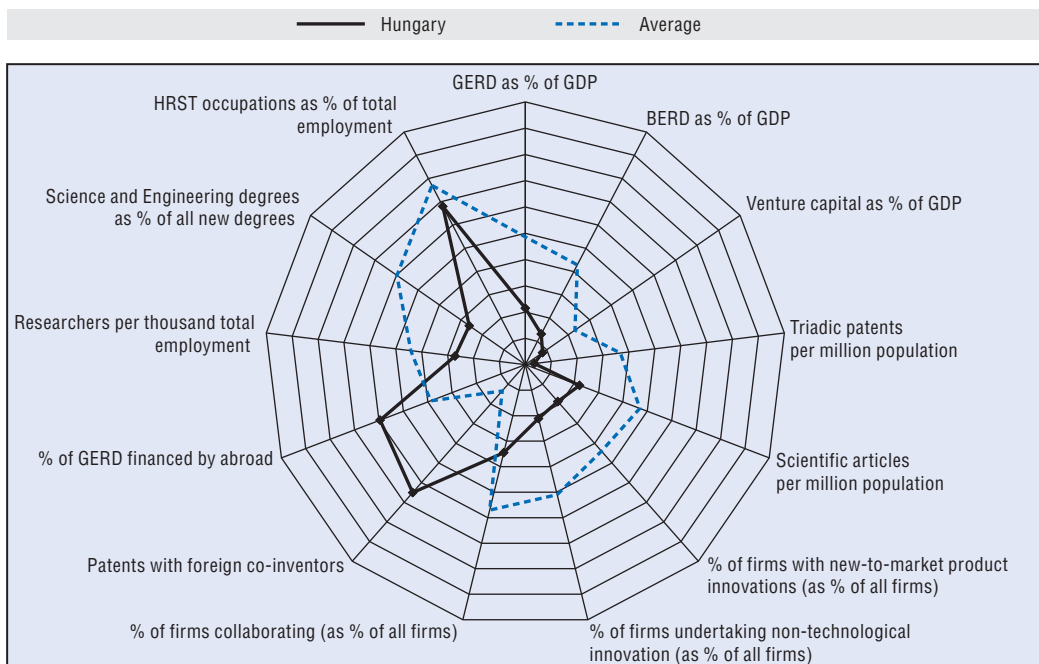 Hungary
Average
GERD as % of GDP
BERD as % of GDP
Venture capital as % of GDP
Triadic patents
per million population
Scientific articles
per million population
% of firms with new-to-market product
innovations (as % of all firms)
% of firms undertaking non-technological
innovation (as % of all firms)
% of firms collaborating (as % of all firms)
Patents with foreign co-inventors
% of GERD financed by abroad
Researchers per thousand total
employment
Science and Engineering degrees
as % of all new degrees
HRST occupations as % of total
employment